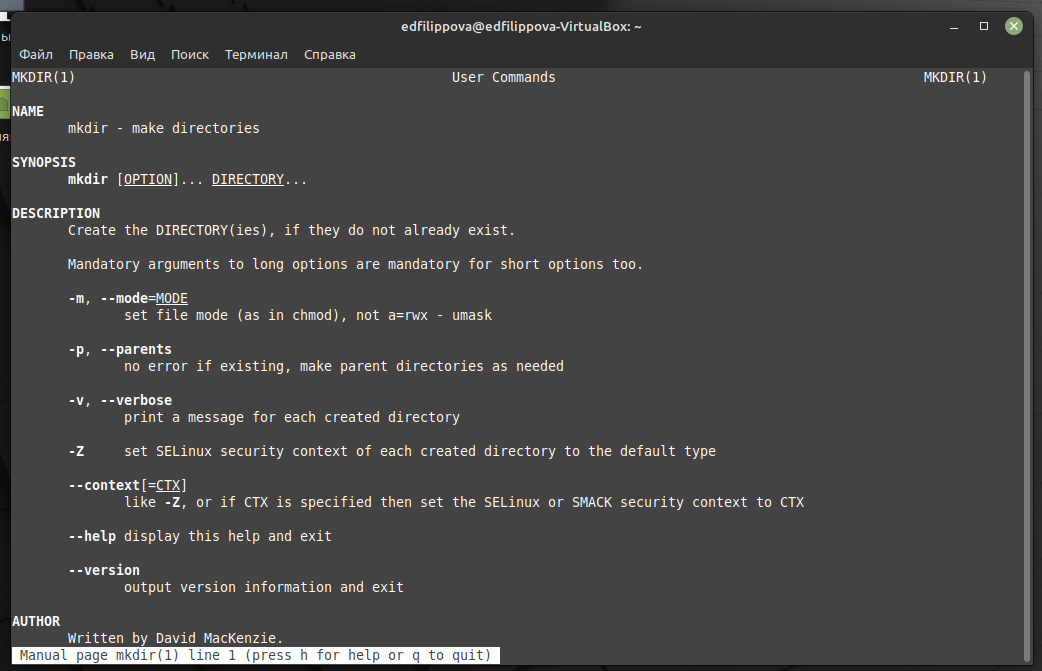 edfilippova@edfilippova-VirtualBox: ~
Файл Правка Вид Поиск Терминал Справка
MKDIR(1) User Commands MKDIR(1)
NAME
mkdir - make directories
SYNOPSIS
mkdir [OPTION]... DIRECTORY...
DESCRIPTION
Create the DIRECTORY(ies), if they do not already exist.
Mandatory arguments to long options are mandatory for short options too.
-m, --mode=MODE
set file mode (as in chmod), not a=rwx - umask
-p, --parents
no error if existing, make parent directories as needed
-v, --verbose
print a message for each created directory
-Z set SELinux security context of each created directory to the default type
--context[=CTX]
like -Z, or if CTX is specified then set the SELinux or SMACK security context to CTX
--help display this help and exit
--version
output version information and exit
AUTHOR
Written by David MacKenzie.
Manual page mkdir(1) line 1 (press h for help or q to quit)